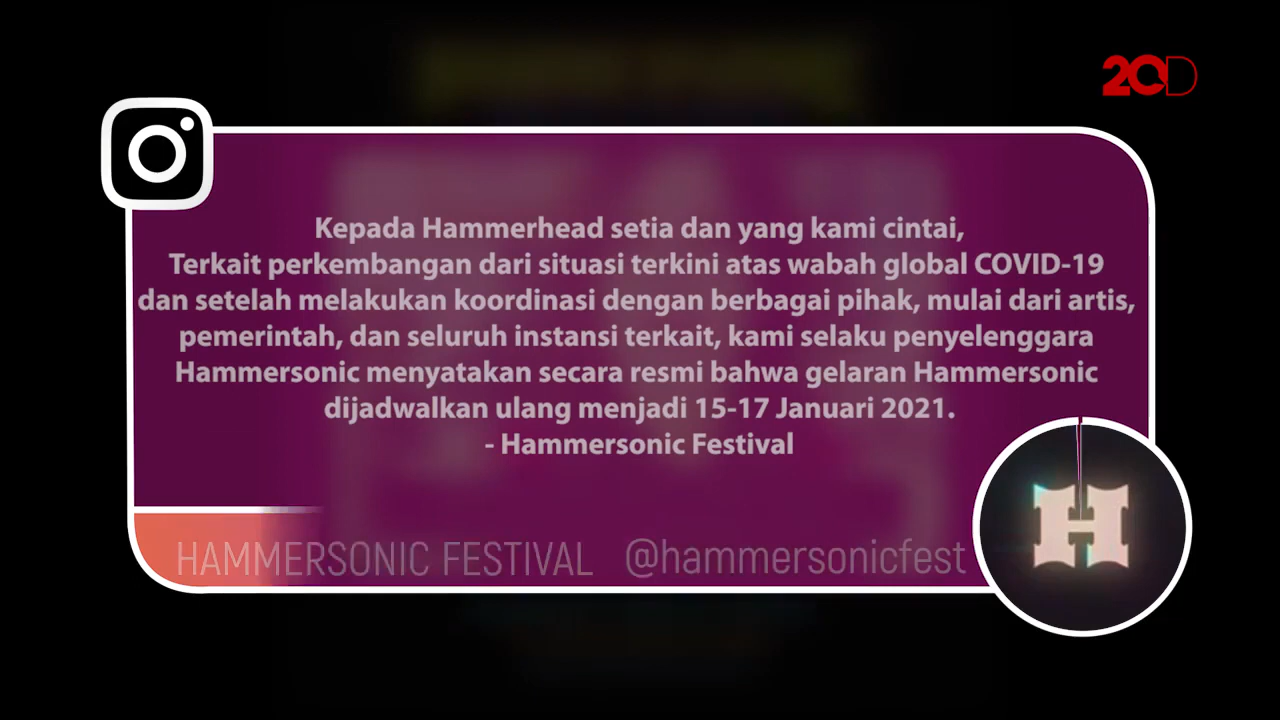 20D
Kepada Hammerhead setia dan yang kami cintai,
Terkait perkembangan dari situasi terkini atas wabah global COVID-19
dan setelah melakukan koordinasi dengan berbagai pihak, mulai dari artis,
pemerintah, dan seluruh instansi terkait, kami selaku penyelenggara
Hammersonic menyatakan secara resmi bahwa gelaran Hammersonic
dijadwalkan ulang menjadi 15-17 Januari 2021.
- Hammersonic Festival
HAMMERSONIC FESTIVAL @hammersonicfest
H